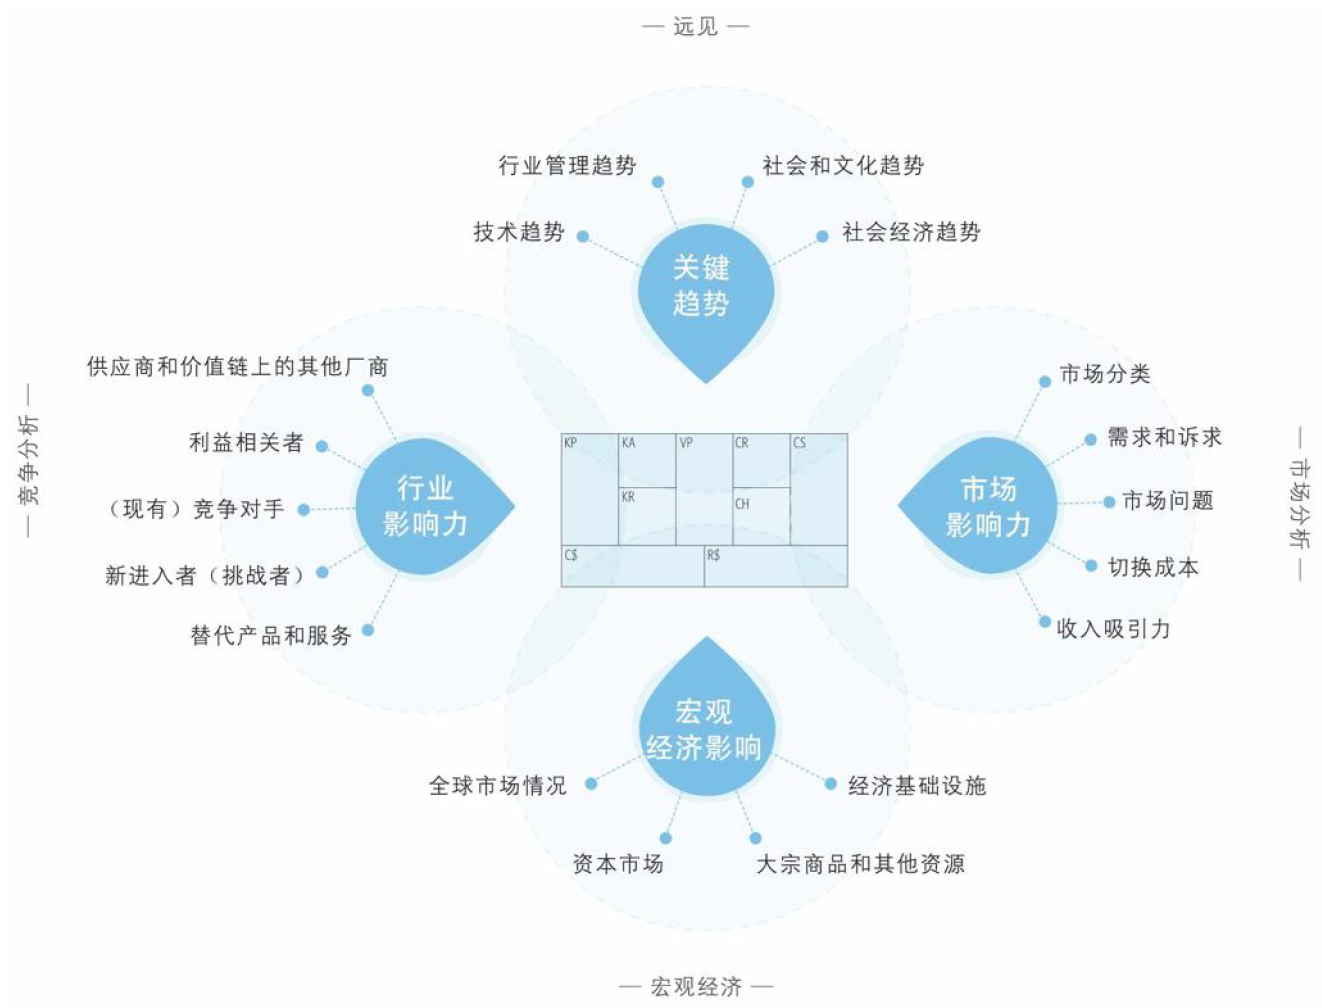 — 远见 —
行业管理趋势
社会和文化趋势
技术趋势
社会经济趋势
关键
趋势
供应商和价值链上的其他厂商
利益相关者
（现有）竞争对手
新进入者（挑战者）
替代产品和服务
行业
影响力
— 竞争分析 —
KP
KA
VP
CR
CS
KR
CH
C$
R$
市场分类
需求和诉求
市场问题
切换成本
收入吸引力
市场
影响力
— 市场分析 —
宏观
经济影响
全球市场情况
经济基础设施
资本市场
大宗商品和其他资源
— 宏观经济 —